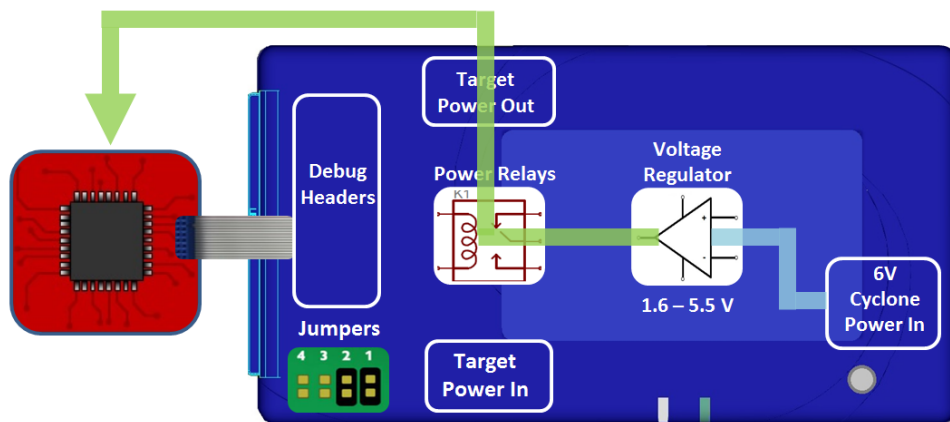 Target
Power Out
Voltage
Regulator
Debug
Headers
Power Relays
K1
+
-
6V
Cyclone
Power In
1.6 – 5.5 V
Jumpers
4 3 2 1
Target
Power In